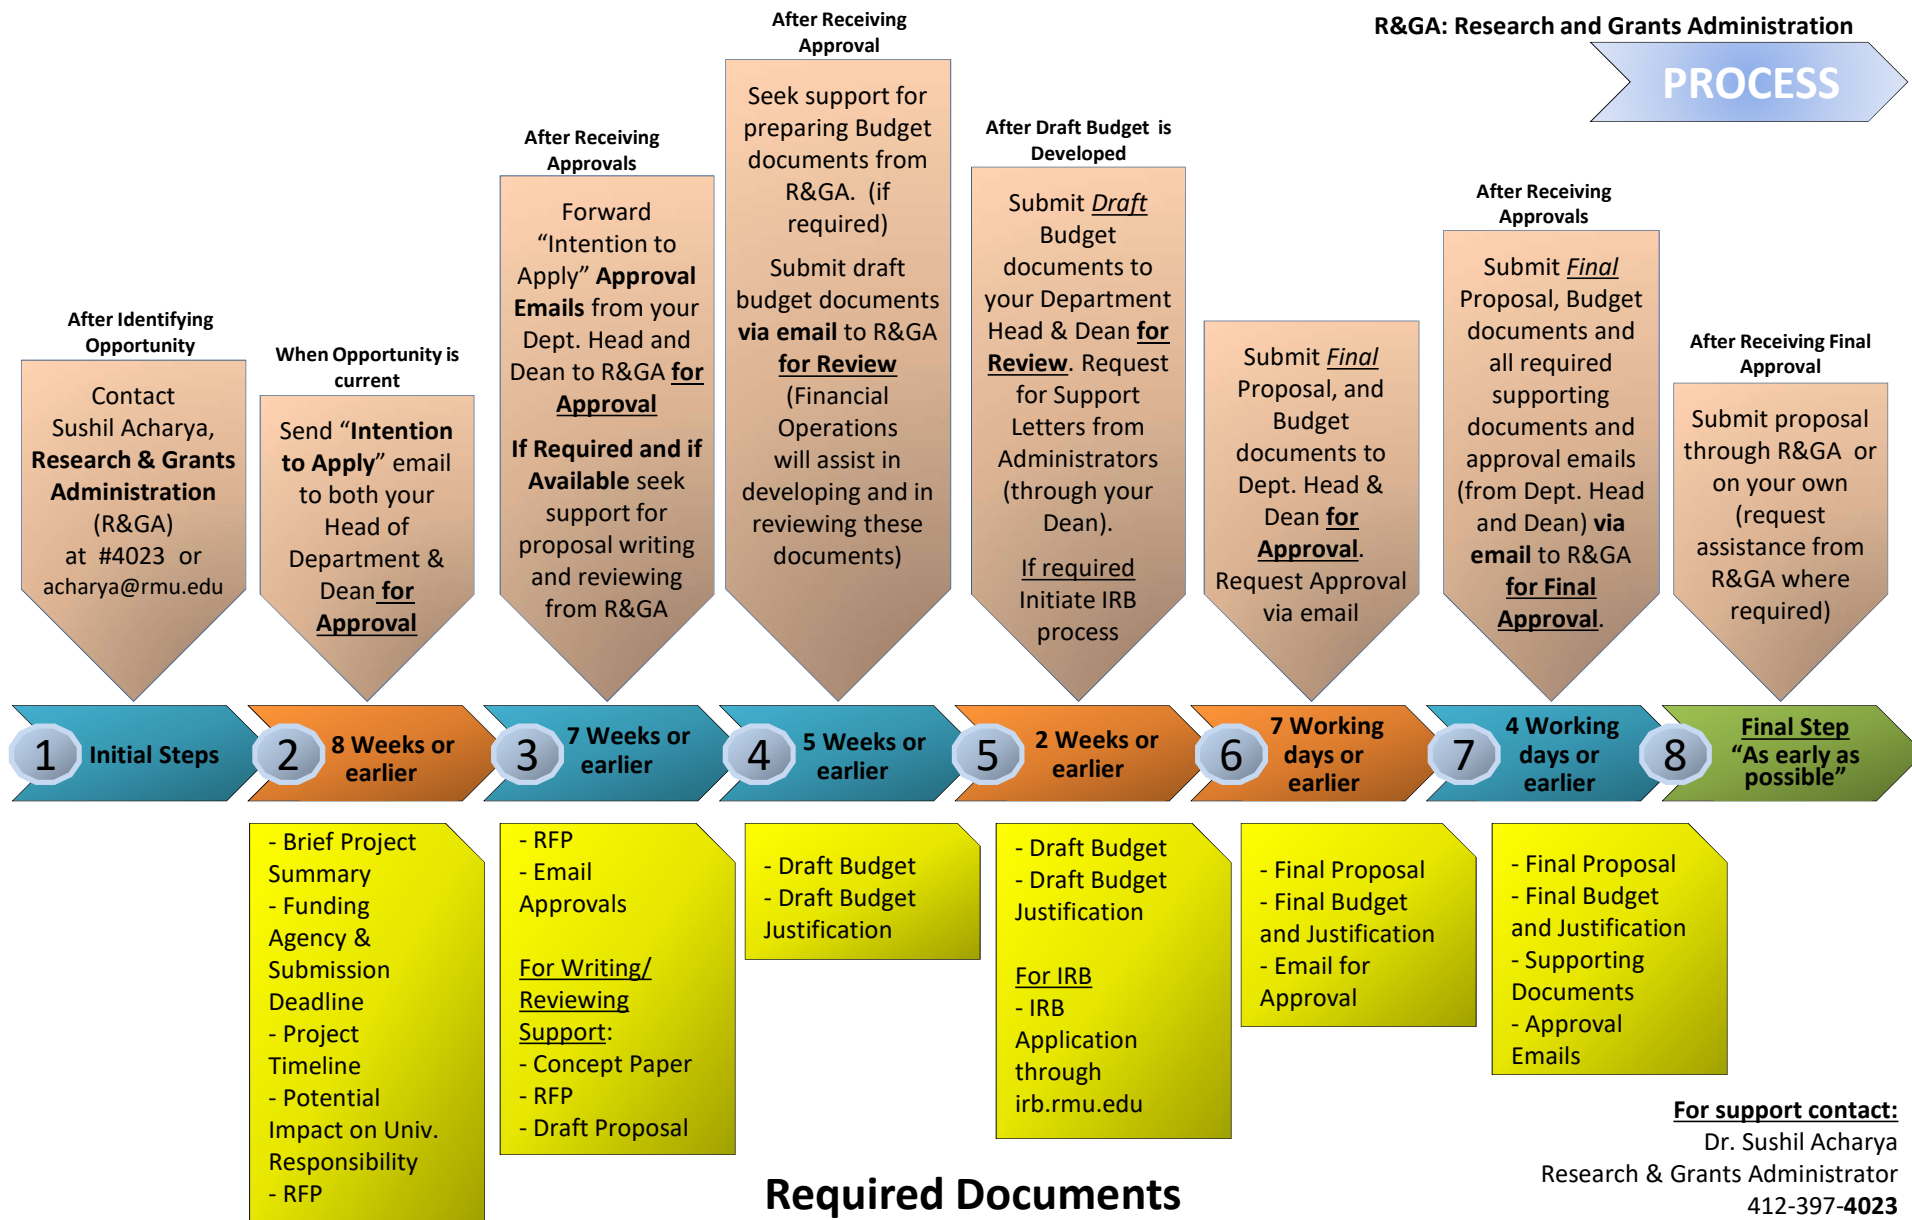 R&GA: Research and Grants Administration
PROCESS
After Identifying
Opportunity
Contact
Sushil Acharya,
Research & Grants
Administration
(R&GA)
at #4023 or
acharya@rmu.edu
When Opportunity is
current
Send “Intention
to Apply” email
to both your
Head of
Department &
Dean for
Approval
After Receiving
Approvals
Forward
“Intention to
Apply” Approval
Emails from your
Dept. Head and
Dean to R&GA for
Approval
If Required and if
Available seek
support for
proposal writing
and reviewing
from R&GA
After Receiving
Approval
Seek support for
preparing Budget
documents from
R&GA. (if
required)
Submit draft
budget documents
via email to R&GA
for Review
(Financial
Operations
will assist in
developing and in
reviewing these
documents)
After Draft Budget is
Developed
Submit Draft
Budget
documents to
your Department
Head & Dean for
Review. Request
for Support
Letters from
Administrators
(through your
Dean).
If required
Initiate IRB
process
Submit Final
Proposal, and
Budget
documents to
Dept. Head &
Dean for
Approval.
Request Approval
via email
After Receiving
Approvals
Submit Final
Proposal, Budget
documents and
all required
supporting
documents and
approval emails
(from Dept. Head
and Dean) via
email to R&GA
for Final
Approval.
After Receiving Final
Approval
Submit proposal
through R&GA or
on your own
(request
assistance from
R&GA where
required)
1 Initial Steps
2 8 Weeks or
earlier
3 7 Weeks or
earlier
4 5 Weeks or
earlier
5 2 Weeks or
earlier
6 7 Working
days or
earlier
7 4 Working
days or
earlier
8 Final Step
“As early as
possible”
- Brief Project
Summary
- Funding
Agency &
Submission
Deadline
- Project
Timeline
- Potential
Impact on Univ.
Responsibility
- RFP
- RFP
- Email
Approvals
For Writing/
Reviewing
Support:
- Concept Paper
- RFP
- Draft Proposal
- Draft Budget
- Draft Budget
Justification
- Draft Budget
- Draft Budget
Justification
For IRB
- IRB
Application
through
irb.rmu.edu
- Final Proposal
- Final Budget
and Justification
- Email for
Approval
- Final Proposal
- Final Budget
and Justification
- Supporting
Documents
- Approval
Emails
Required Documents
For support contact:
Dr. Sushil Acharya
Research & Grants Administrator
412-397-4023